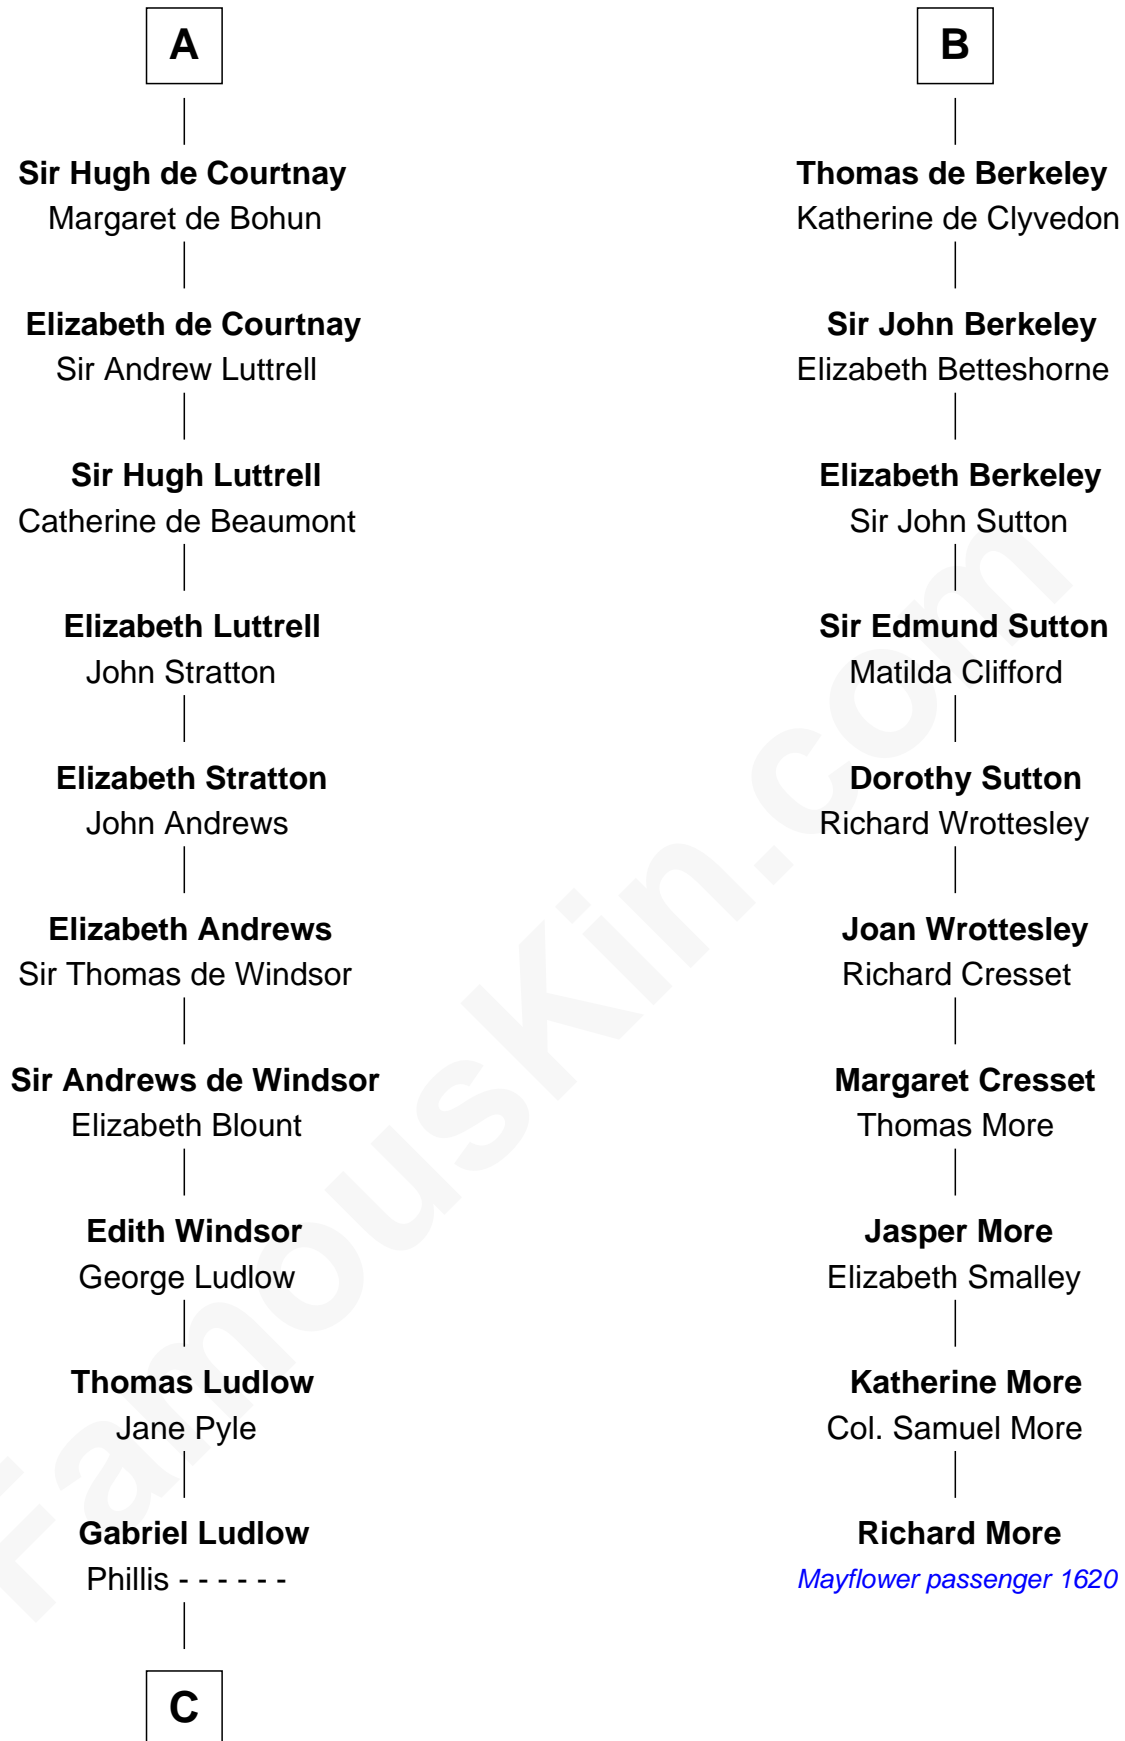 A
Sir Hugh de Courtnay
Margaret de Bohun
Elizabeth de Courtnay
Sir Andrew Luttrell
Sir Hugh Luttrell
Catherine de Beaumont
Elizabeth Luttrell
John Stratton
Elizabeth Stratton
John Andrews
Elizabeth Andrews
Sir Thomas de Windsor
Sir Andrews de Windsor
Elizabeth Blount
Edith Windsor
George Ludlow
Thomas Ludlow
Jane Pyle
Gabriel Ludlow
Phillis - - - - - -
C
B
Thomas de Berkeley
Katherine de Clyvedon
Sir John Berkeley
Elizabeth Betteshorne
Elizabeth Berkeley
Sir John Sutton
Sir Edmund Sutton
Matilda Clifford
Dorothy Sutton
Richard Wrottesley
Joan Wrottesley
Richard Cresset
Margaret Cresset
Thomas More
Jasper More
Elizabeth Smalley
Katherine More
Col. Samuel More
Richard More
Mayflower passenger 1620
FamousKin.com